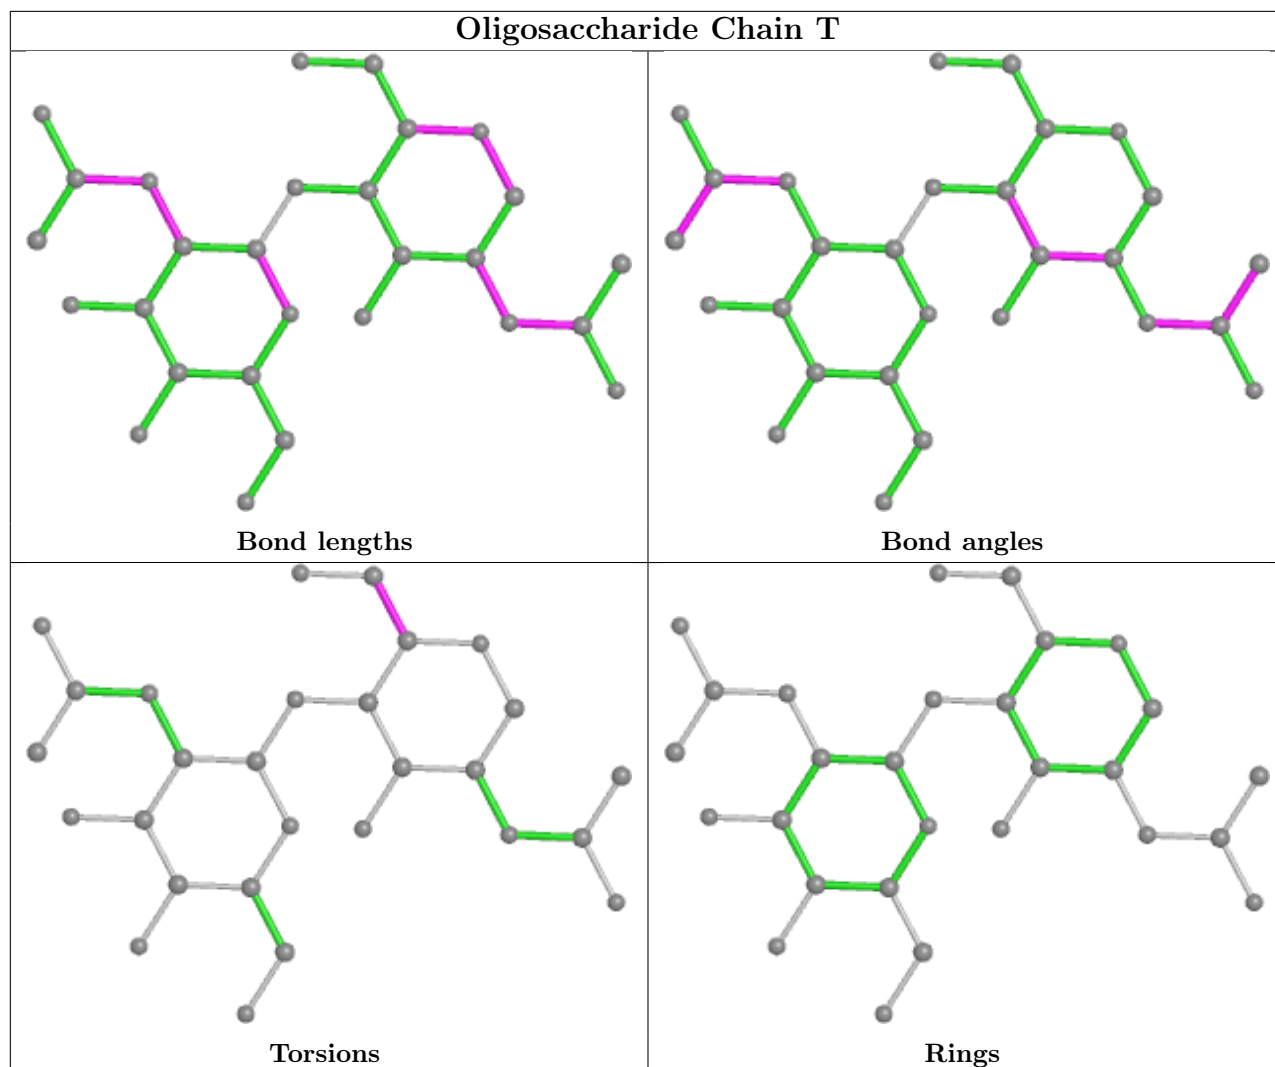 Oligosaccharide Chain T
Bond lengths
Bond angles
Torsions
Rings